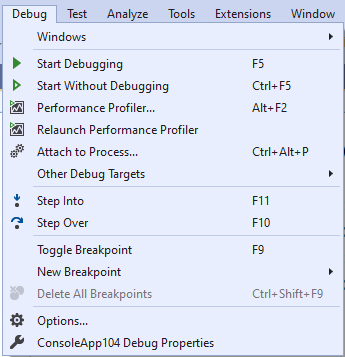 Debug Test Analyze Tools Extensions Window
Windows
Start Debugging F5
Start Without Debugging Ctrl+F5
Performance Profiler... Alt+F2
Relaunch Performance Profiler
Attach to Process... Ctrl+Alt+P
Other Debug Targets
Step Into F11
Step Over F10
Toggle Breakpoint F9
New Breakpoint
Delete All Breakpoints Ctrl+Shift+F9
Options...
ConsoleApp104 Debug Properties